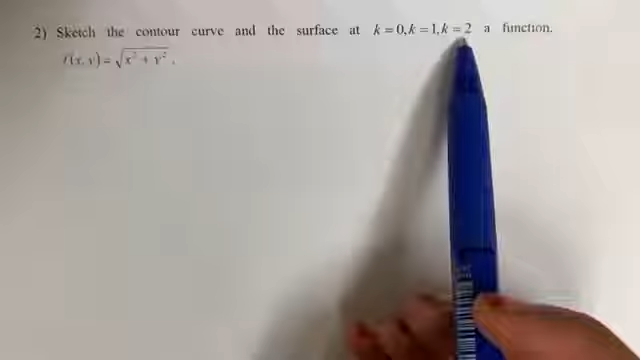 2) Sketch the contour curve and the surface at k = 0, k = 1, k = 2 a function.
f(x, y) = √x² + y² .